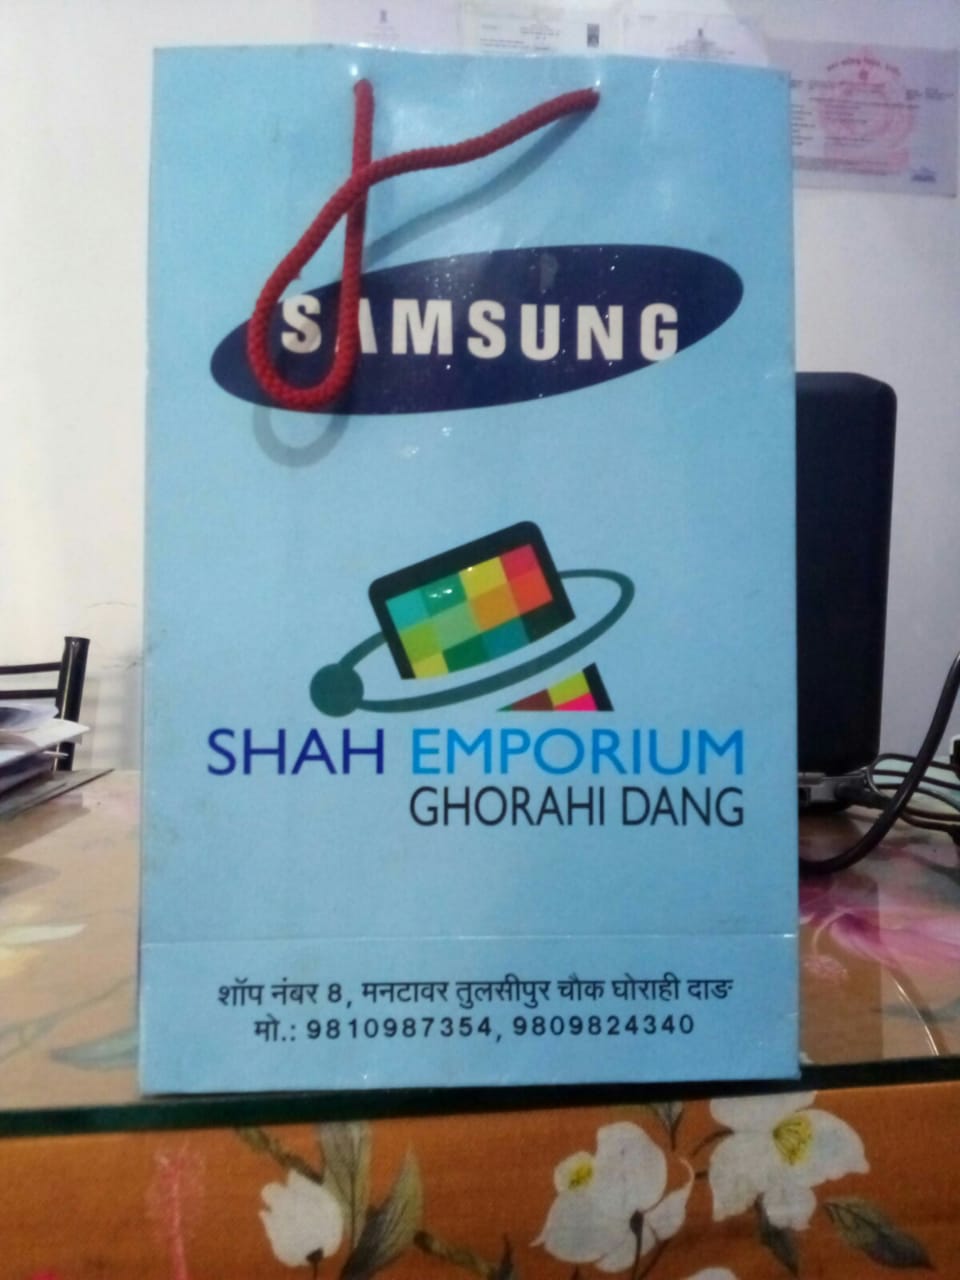 SAMSUNG
SHAH EMPORIUM
GHORAHI DANG
शॉप नंबर 8, मनटावर तुलसीपुर चौक घोराही दाङ
मो.: 9810987354, 9809824340